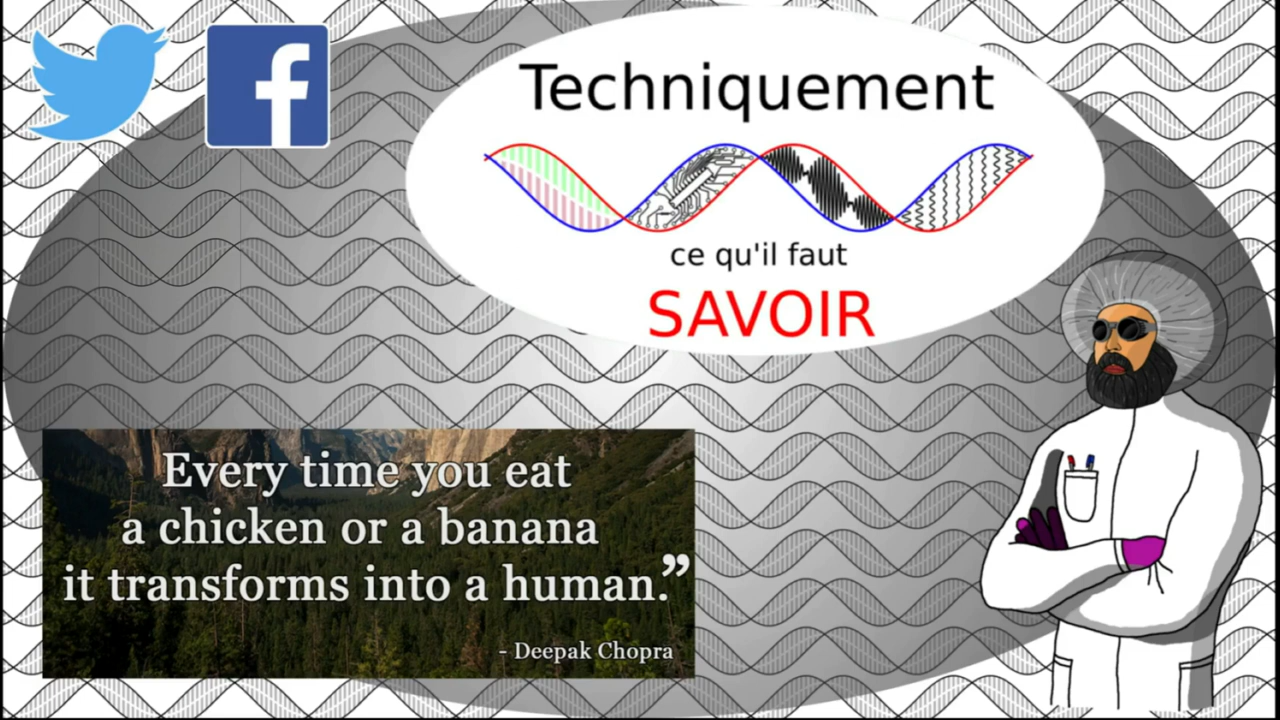 Techniquement
ce qu'il faut
SAVOIR
Every time you eat
a chicken or a banana
it transforms into a human.”
- Deepak Chopra